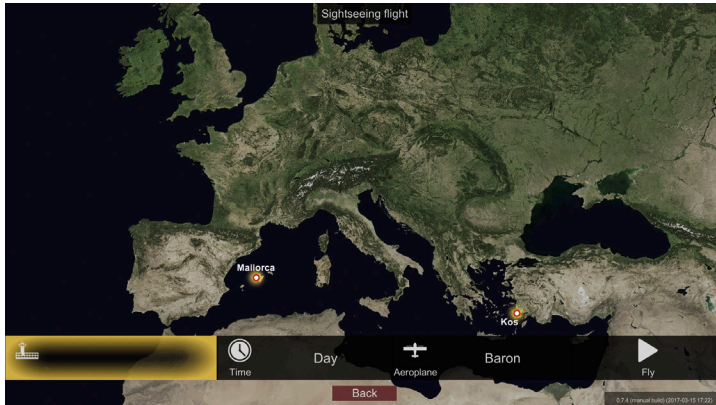 Sightseeing flight
Mallorca
Kos
Time
Day
Aeroplane
Baron
Fly
Back
0.7.4 (manual build) (2017-03-15 17:22)